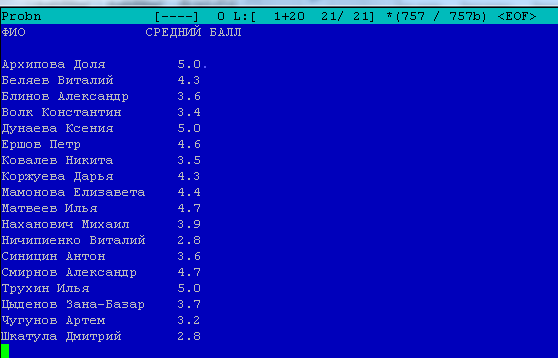 Probn [----] 0 L:[ 1+20 21/ 21] *(757 / 757b) <EOF>
ФИО СРЕДНИЙ БАЛЛ
Архипова Доля 5.0.
Беляев Виталий 4.3
Блинов Александр 3.6
Волк Константин 3.4
Дунаева Ксения 5.0
Ершов Петр 4.6
Ковалев Никита 3.5
Коржуева Дарья 4.3
Мамонова Елизавета 4.4
Матвеев Илья 4.7
Наханович Михаил 3.9
Ничипиенко Виталий 2.8
Синицин Антон 3.6
Смирнов Александр 4.7
Трухин Илья 5.0
Цыденов Зана-Базар 3.7
Чугунов Артем 3.2
Шкатула Дмитрий 2.8